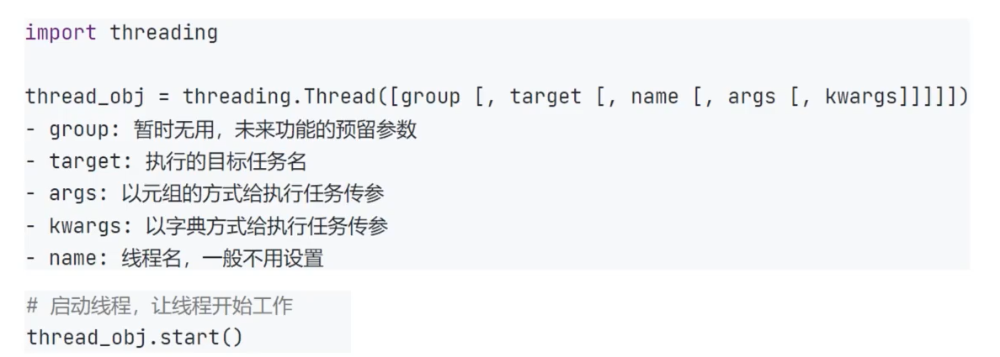 import threading
thread_obj = threading.Thread([group [, target [, name [, args [, kwargs]]]]])
- group: 暂时无用，未来功能的预留参数
- target: 执行的目标任务名
- args: 以元组的方式给执行任务传参
- kwargs: 以字典方式给执行任务传参
- name: 线程名，一般不用设置
# 启动线程，让线程开始工作
thread_obj.start()